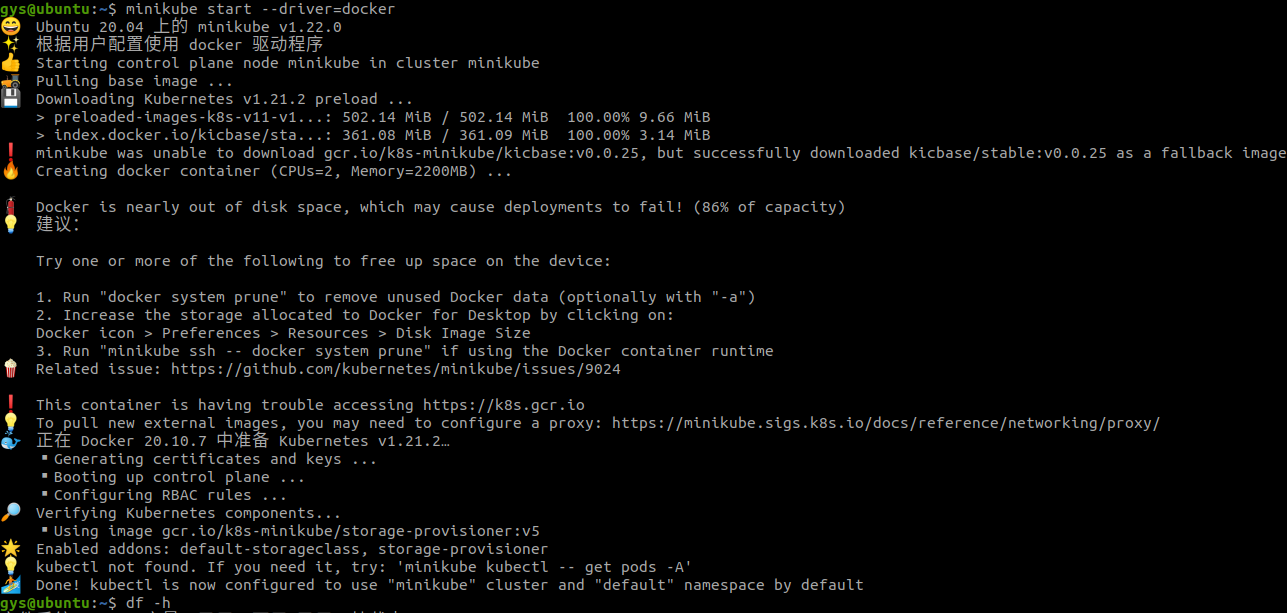 gys@ubuntu:~$ minikube start --driver=docker
😄 Ubuntu 20.04 上的 minikube v1.22.0
✨ 根据用户配置使用 docker 驱动程序
👍 Starting control plane node minikube in cluster minikube
🚜 Pulling base image ...
💾 Downloading Kubernetes v1.21.2 preload ...
> preloaded-images-k8s-v11-v1...: 502.14 MiB / 502.14 MiB 100.00% 9.66 MiB
> index.docker.io/kicbase/sta...: 361.08 MiB / 361.09 MiB 100.00% 3.14 MiB
❗ minikube was unable to download gcr.io/k8s-minikube/kicbase:v0.0.25, but successfully downloaded kicbase/stable:v0.0.25 as a fallback image
🔥 Creating docker container (CPUs=2, Memory=2200MB) ...
🧯 Docker is nearly out of disk space, which may cause deployments to fail! (86% of capacity)
💡 建议：
Try one or more of the following to free up space on the device:
1. Run "docker system prune" to remove unused Docker data (optionally with "-a")
2. Increase the storage allocated to Docker for Desktop by clicking on:
Docker icon > Preferences > Resources > Disk Image Size
3. Run "minikube ssh -- docker system prune" if using the Docker container runtime
🍿 Related issue: https://github.com/kubernetes/minikube/issues/9024
❗ This container is having trouble accessing https://k8s.gcr.io
💡 To pull new external images, you may need to configure a proxy: https://minikube.sigs.k8s.io/docs/reference/networking/proxy/
🐳 正在 Docker 20.10.7 中准备 Kubernetes v1.21.2…
▪ Generating certificates and keys ...
▪ Booting up control plane ...
▪ Configuring RBAC rules ...
🔎 Verifying Kubernetes components...
▪ Using image gcr.io/k8s-minikube/storage-provisioner:v5
🌟 Enabled addons: default-storageclass, storage-provisioner
💡 kubectl not found. If you need it, try: 'minikube kubectl -- get pods -A'
🏄 Done! kubectl is now configured to use "minikube" cluster and "default" namespace by default
gys@ubuntu:~$ df -h